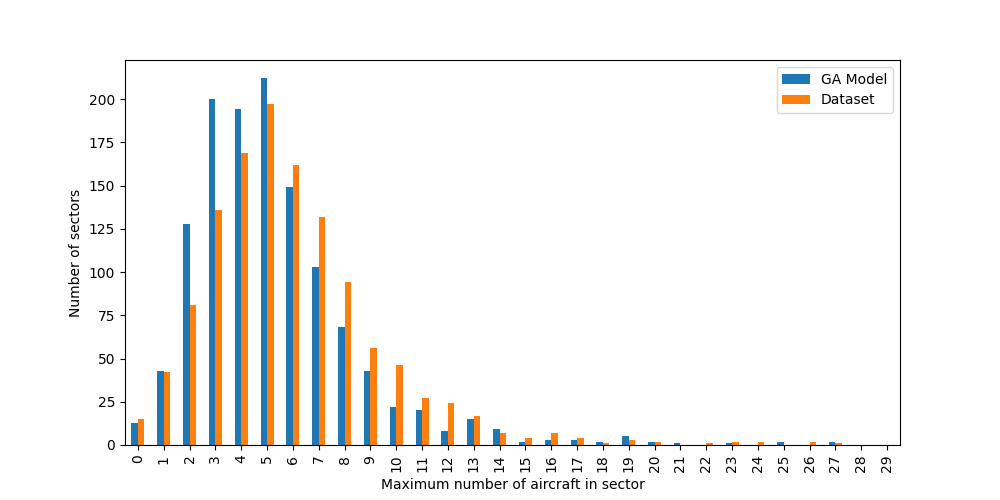 GA Model
Dataset
200
175
150
125
100
75
50
25
0
Number of sectors
0 1 2 3 4 5 6 7 8 9 10 11 12 13 14 15 16 17 18 19 20 21 22 23 24 25 26 27 28 29
Maximum number of aircraft in sector